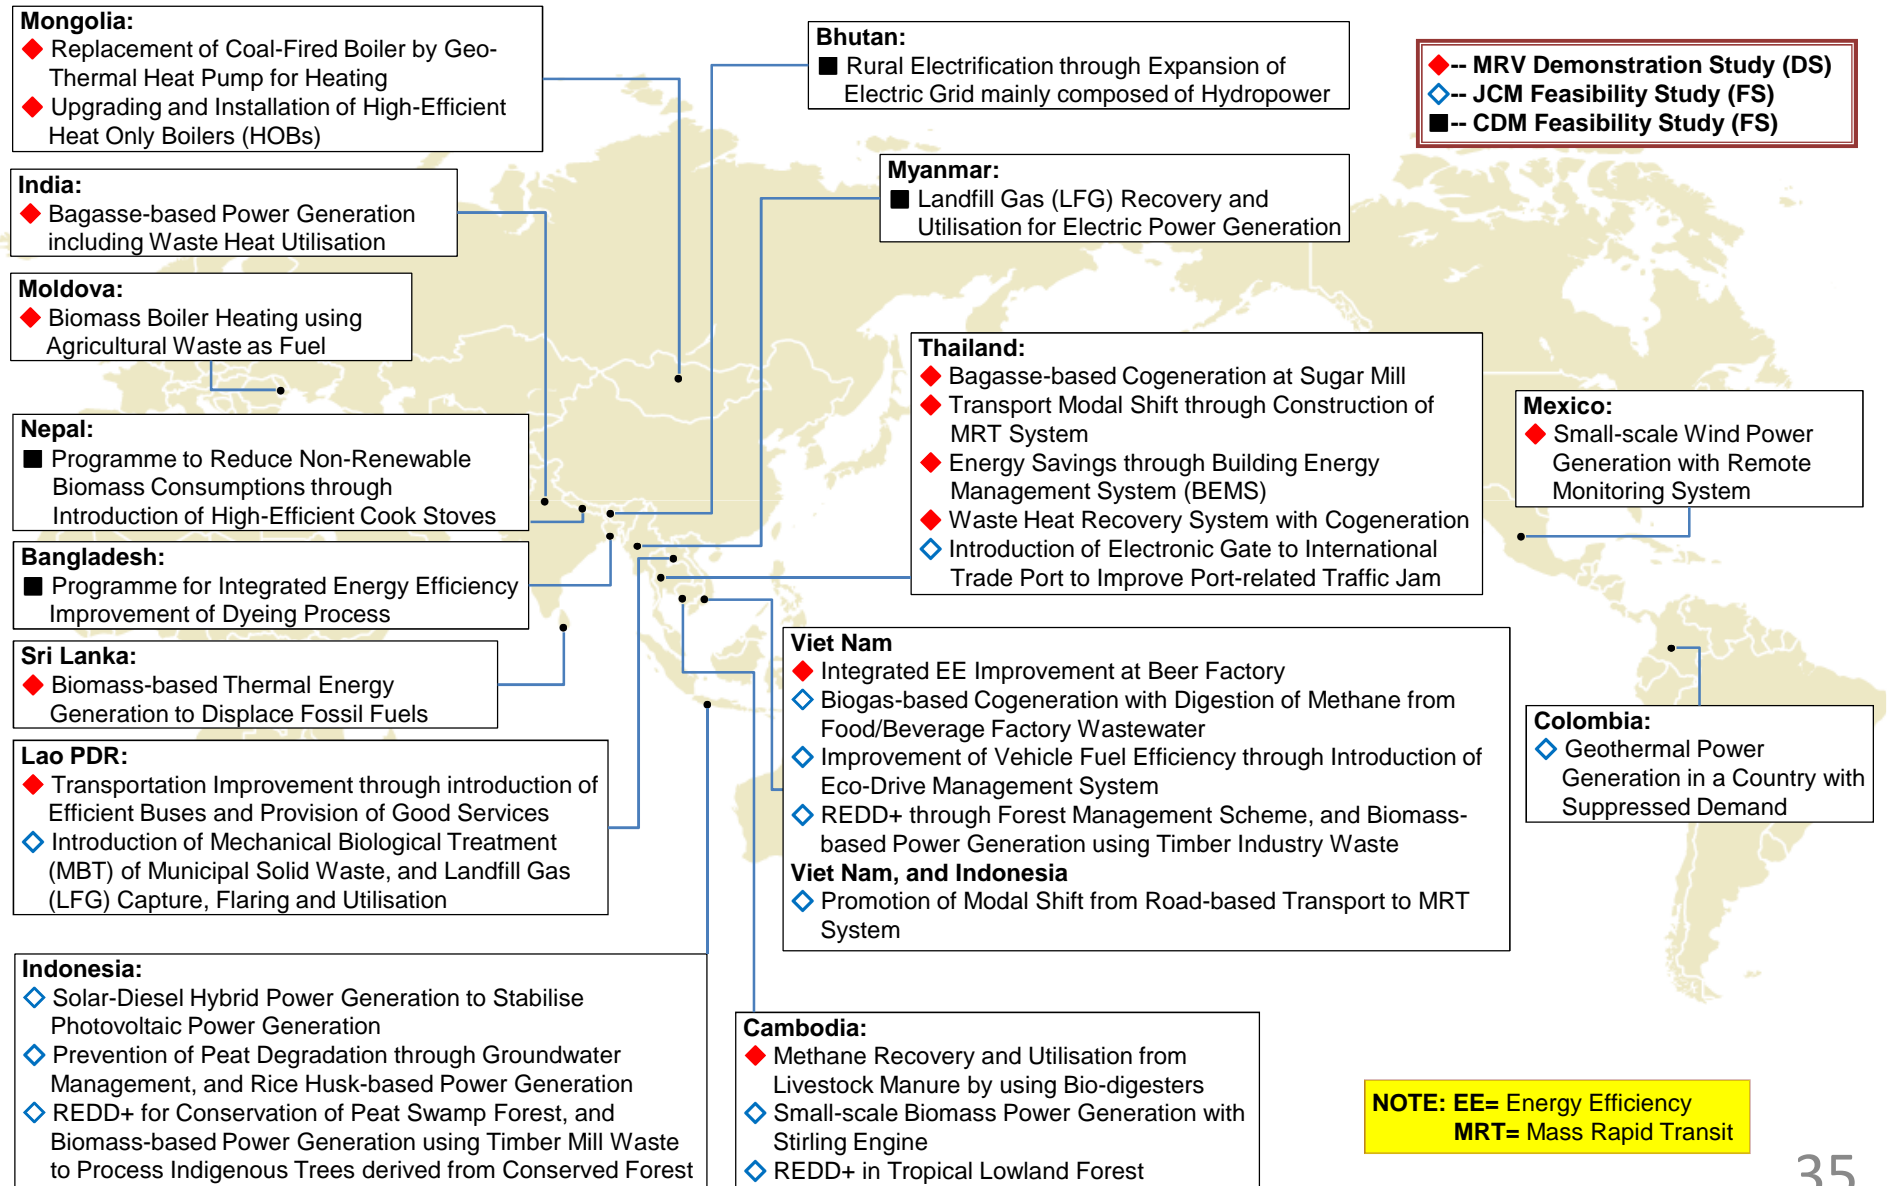 Mongolia:
Replacement of Coal-Fired Boiler by Geo-
Thermal Heat Pump for Heating
Upgrading and Installation of High-Efficient
Heat Only Boilers (HOBs)
Bhutan:
Rural Electrification through Expansion of
Electric Grid mainly composed of Hydropower
-- MRV Demonstration Study (DS)
-- JCM Feasibility Study (FS)
-- CDM Feasibility Study (FS)
India:
Bagasse-based Power Generation
including Waste Heat Utilisation
Myanmar:
Landfill Gas (LFG) Recovery and
Utilisation for Electric Power Generation
Moldova:
Biomass Boiler Heating using
Agricultural Waste as Fuel
Thailand:
Bagasse-based Cogeneration at Sugar Mill
Transport Modal Shift through Construction of
MRT System
Energy Savings through Building Energy
Management System (BEMS)
Waste Heat Recovery System with Cogeneration
Introduction of Electronic Gate to International
Trade Port to Improve Port-related Traffic Jam
Mexico:
Small-scale Wind Power
Generation with Remote
Monitoring System
Nepal:
Programme to Reduce Non-Renewable
Biomass Consumptions through
Introduction of High-Efficient Cook Stoves
Bangladesh:
Programme for Integrated Energy Efficiency
Improvement of Dyeing Process
Sri Lanka:
Biomass-based Thermal Energy
Generation to Displace Fossil Fuels
Viet Nam
Integrated EE Improvement at Beer Factory
Biogas-based Cogeneration with Digestion of Methane from
Food/Beverage Factory Wastewater
Improvement of Vehicle Fuel Efficiency through Introduction of
Eco-Drive Management System
REDD+ through Forest Management Scheme, and Biomass-
based Power Generation using Timber Industry Waste
Viet Nam, and Indonesia
Promotion of Modal Shift from Road-based Transport to MRT
System
Colombia:
Geothermal Power
Generation in a Country with
Suppressed Demand
Lao PDR:
Transportation Improvement through introduction of
Efficient Buses and Provision of Good Services
Introduction of Mechanical Biological Treatment
(MBT) of Municipal Solid Waste, and Landfill Gas
(LFG) Capture, Flaring and Utilisation
Indonesia:
Solar-Diesel Hybrid Power Generation to Stabilise
Photovoltaic Power Generation
Prevention of Peat Degradation through Groundwater
Management, and Rice Husk-based Power Generation
REDD+ for Conservation of Peat Swamp Forest, and
Biomass-based Power Generation using Timber Mill Waste
to Process Indigenous Trees derived from Conserved Forest
Cambodia:
Methane Recovery and Utilisation from
Livestock Manure by using Bio-digesters
Small-scale Biomass Power Generation with
Stirling Engine
REDD+ in Tropical Lowland Forest
NOTE: EE= Energy Efficiency
MRT= Mass Rapid Transit
35